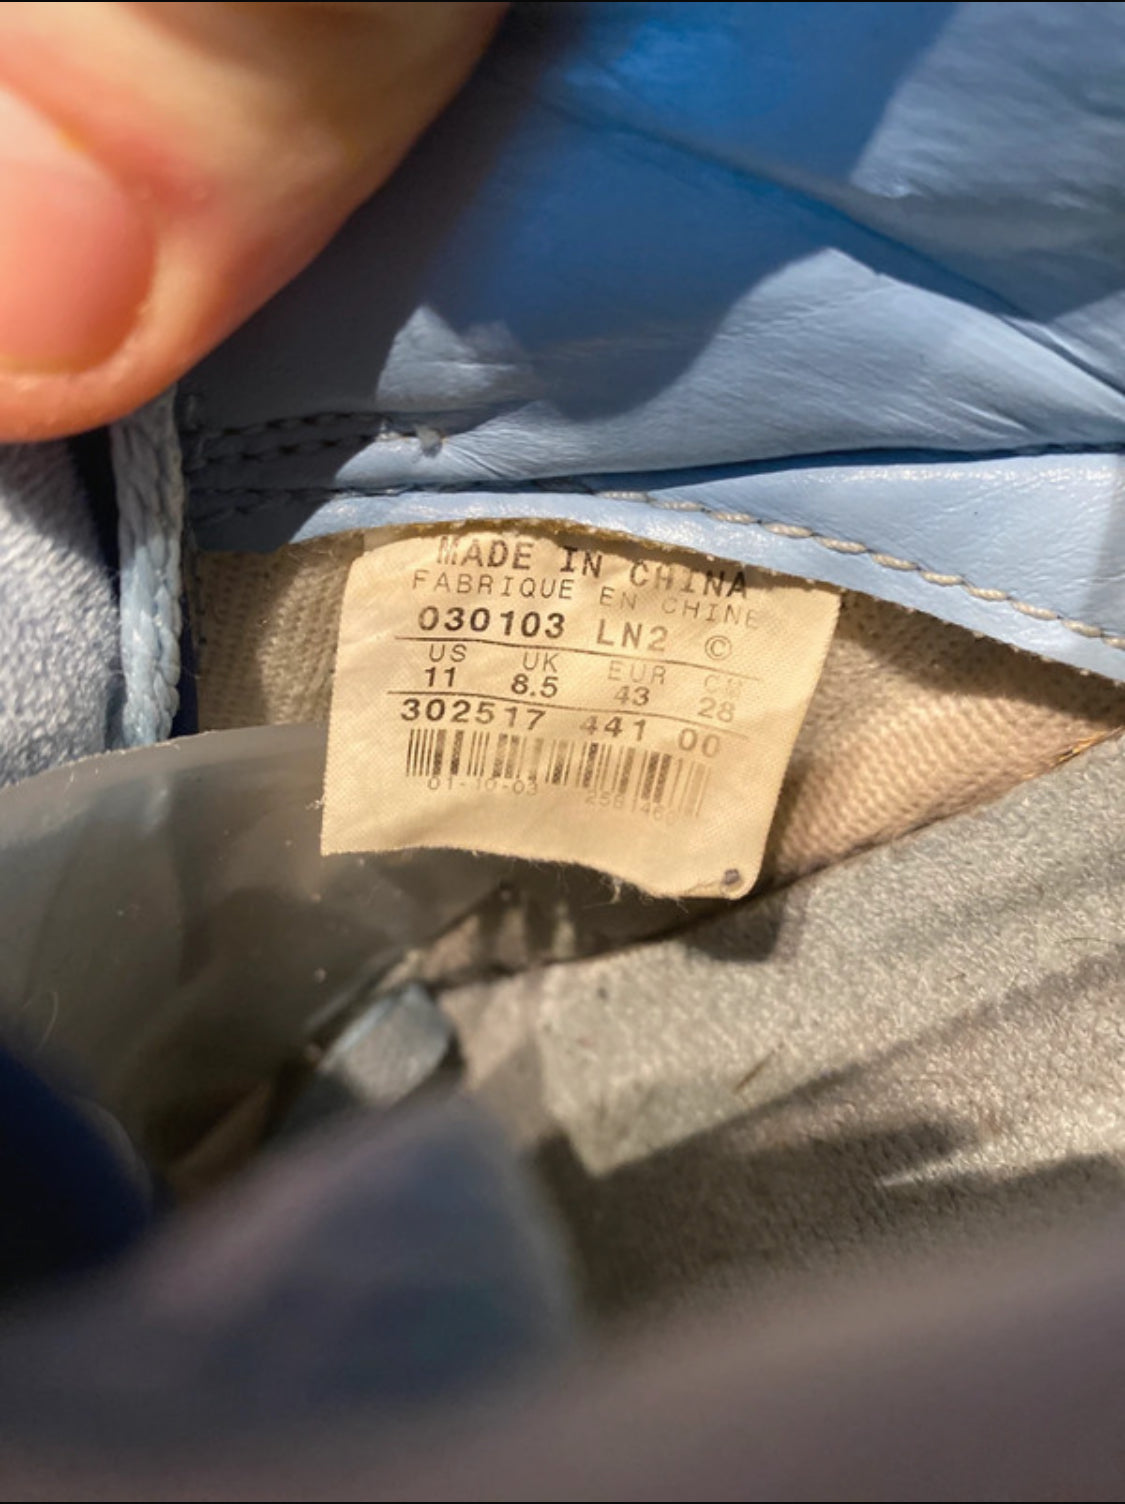 MADE IN CHINA
FABRIQUE EN CHINE
030103 LN2 ©
US UK EUR CM
11 8.5 43 28
302517 441 00
01-10-03